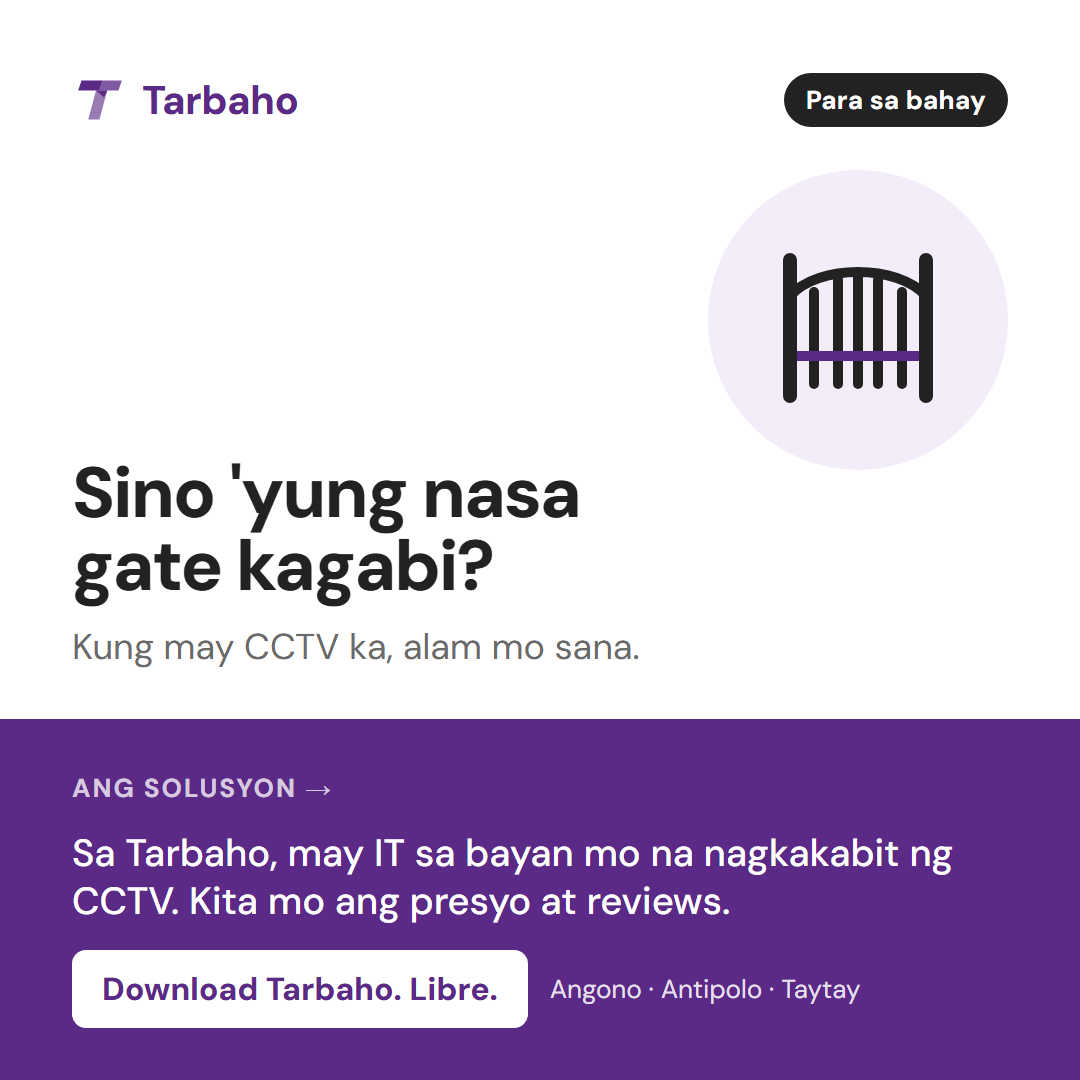 Tarbaho
Para sa bahay
Sino 'yung nasa
gate kagabi?
Kung may CCTV ka, alam mo sana.
ANG SOLUSYON →
Sa Tarbaho, may IT sa bayan mo na nagkakabit ng
CCTV. Kita mo ang presyo at reviews.
Download Tarbaho. Libre.
Angono · Antipolo · Taytay